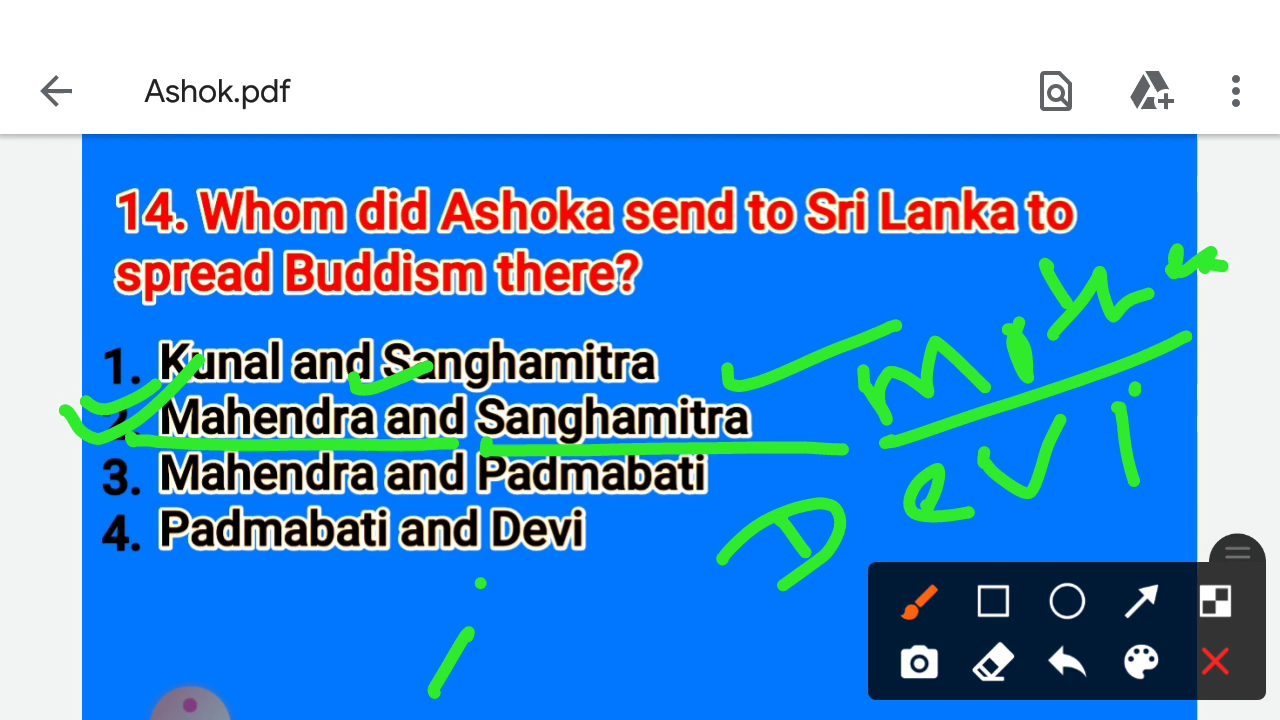 Ashok.pdf
14. Whom did Ashoka send to Sri Lanka to
spread Buddism there?
1. Kunal and Sanghamitra
2. Mahendra and Sanghamitra
3. Mahendra and Padmabati
4. Padmabati and Devi
Devi